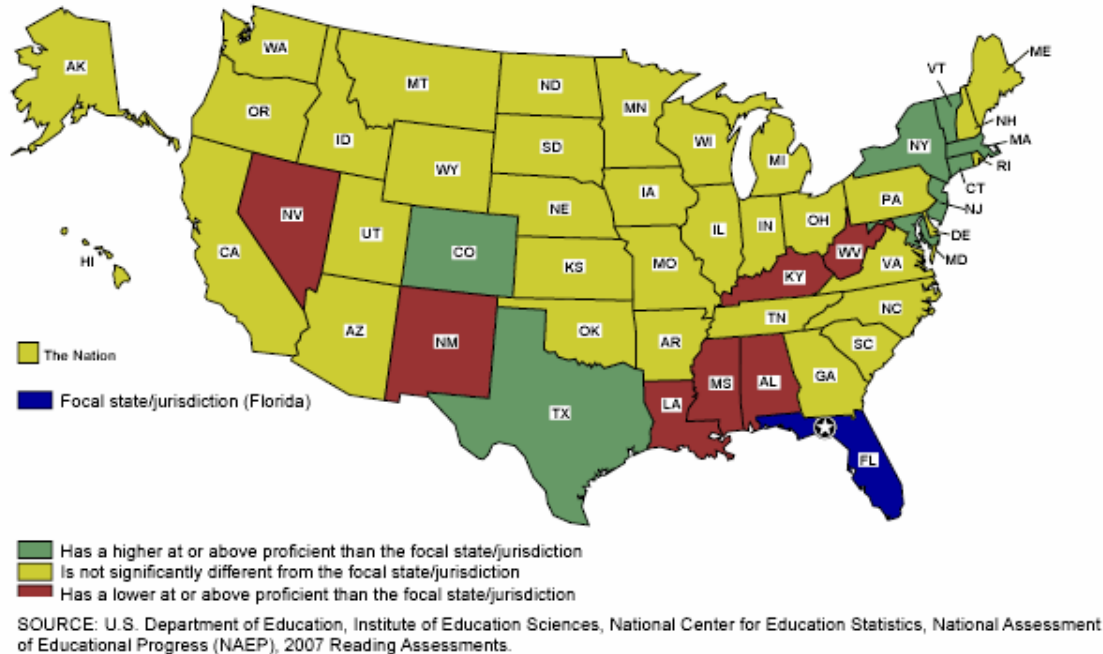 AK
WA
MT
ND
MN
ME
VT
OR
ID
SD
WI
MI
NY
NH
MA
RI
WY
IA
PA
CT
NJ
NV
NE
IL
IN
OH
DE
MD
UT
CO
HI
CA
KS
MO
WV
VA
KY
NC
AZ
NM
OK
AR
TN
SC
The Nation
MS
AL
GA
LA
Focal state/jurisdiction (Florida)
TX
FL
Has a higher at or above proficient than the focal state/jurisdiction
Is not significantly different from the focal state/jurisdiction
Has a lower at or above proficient than the focal state/jurisdiction
SOURCE: U.S. Department of Education, Institute of Education Sciences, National Center for Education Statistics, National Assessment
of Educational Progress (NAEP), 2007 Reading Assessments.